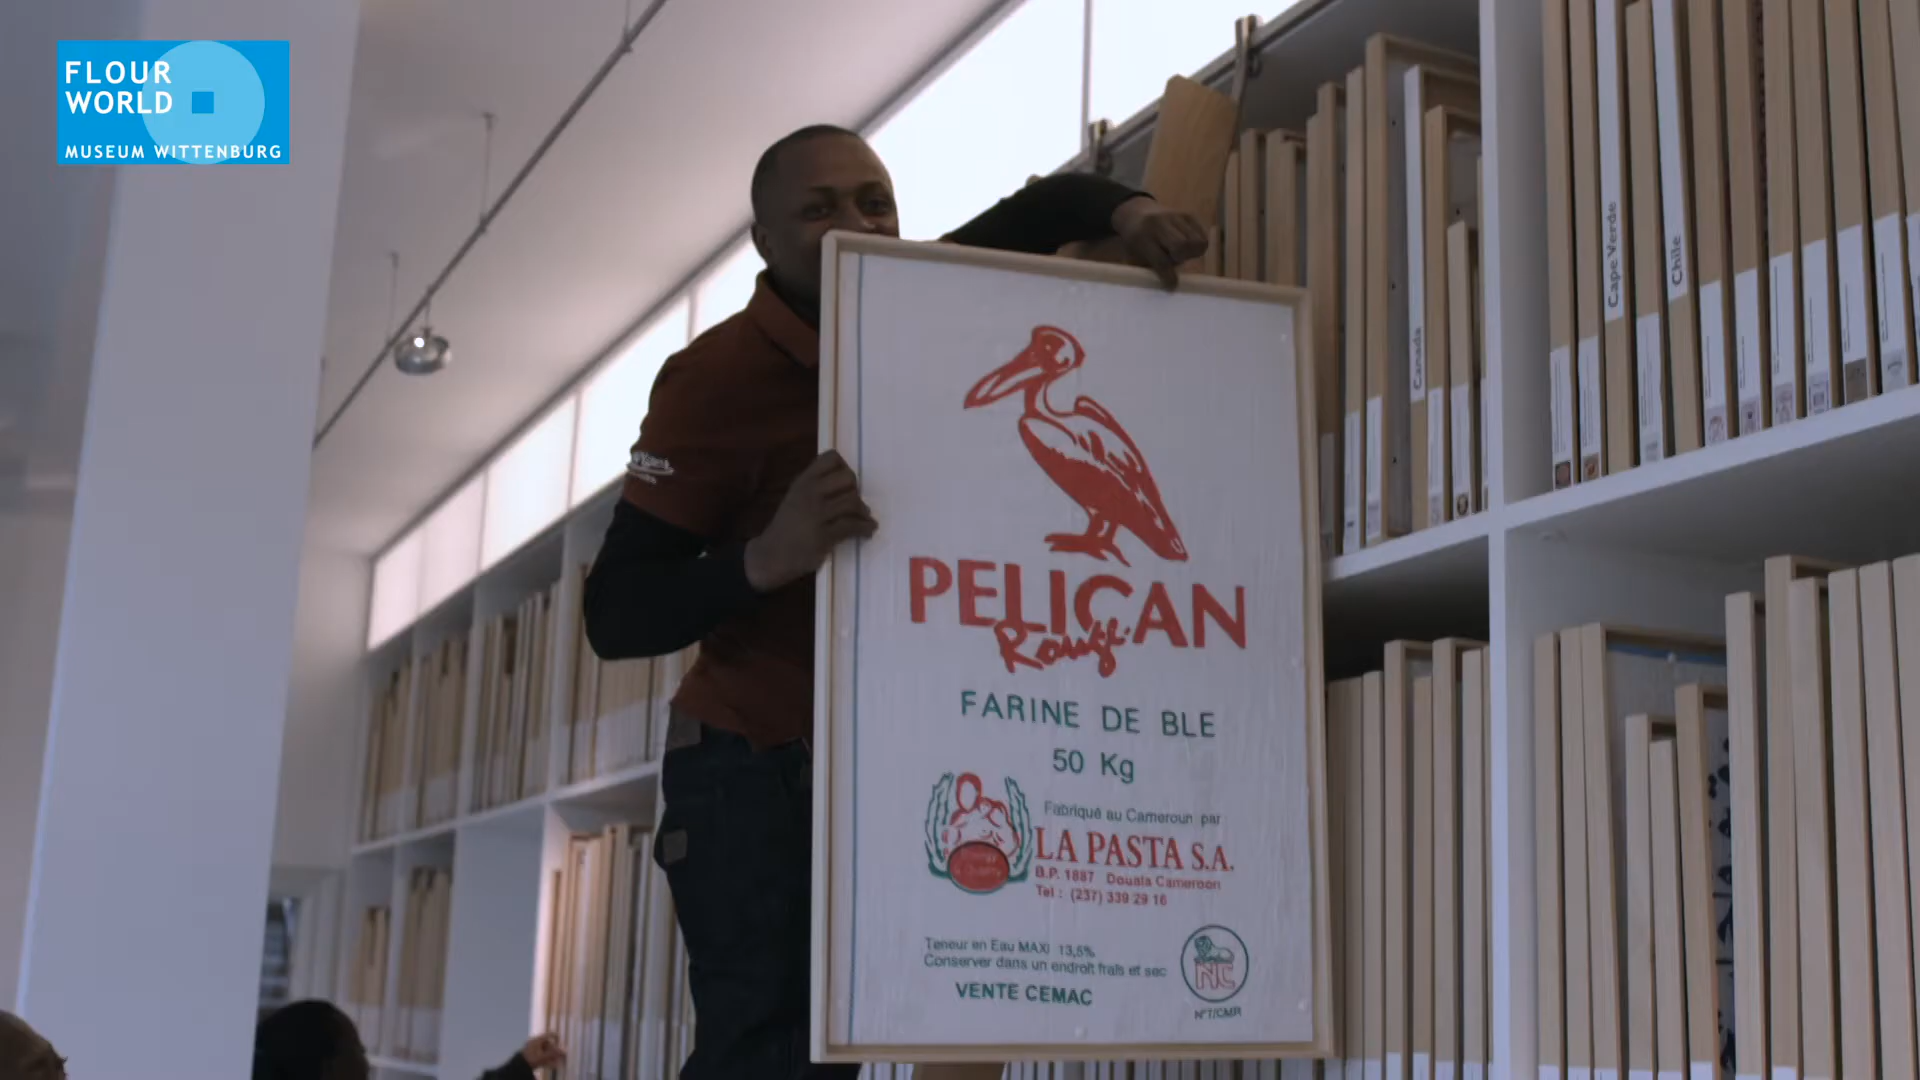 FLOUR
WORLD
MUSEUM WITTENBURG
Cape Verde
Chile
Canada
PELICAN
Rouge
FARINE DE BLE
50 Kg
Fabriqué au Cameroun par
LA PASTA S.A.
B.P. 1887 Douala Cameroon
Tel : (237) 339 29 16
Teneur en Eau MAXI 13,5%
Conserver dans un endroit frais et sec
VENTE CEMAC
NC
N°T/CMR